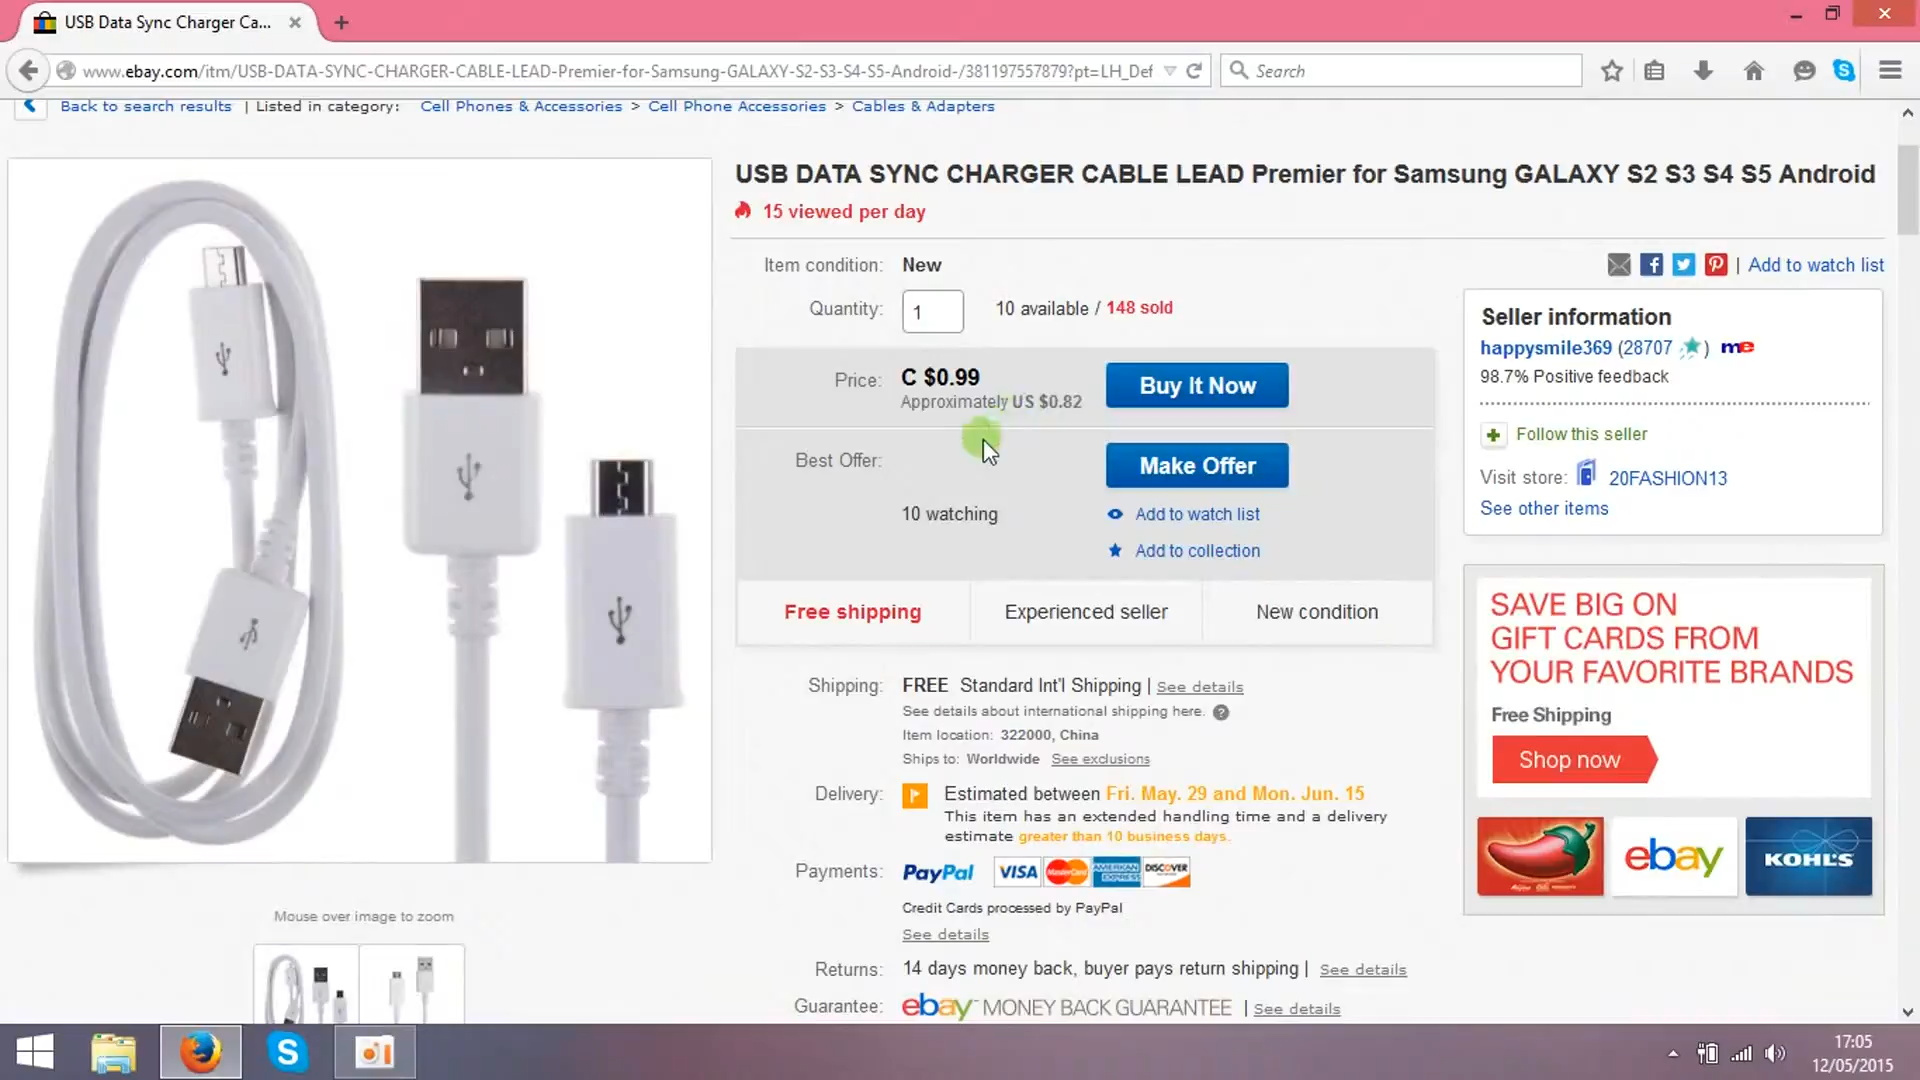 USB Data Sync Charger Ca...
www.ebay.com/itm/USB-DATA-SYNC-CHARGER-CABLE-LEAD-Premier-for-Samsung-GALAXY-S2-S3-S4-S5-Android-/381197557879?pt=LH_Def
Search
Back to search results | Listed in category: Cell Phones & Accessories > Cell Phone Accessories > Cables & Adapters
USB DATA SYNC CHARGER CABLE LEAD Premier for Samsung GALAXY S2 S3 S4 S5 Android
15 viewed per day
Item condition: New
| Add to watch list
Quantity: 1 10 available / 148 sold
Price: C $0.99
Approximately US $0.82
Buy It Now
Best Offer:
Make Offer
10 watching
Add to watch list
Add to collection
Free shipping Experienced seller New condition
Seller information
happysmile369 (28707 ) me
98.7% Positive feedback
Follow this seller
Visit store: 20FASHION13
See other items
SAVE BIG ON
GIFT CARDS FROM
YOUR FAVORITE BRANDS
Free Shipping
Shop now
ebay
KOHL'S
Shipping: FREE Standard Int'l Shipping | See details
See details about international shipping here. ?
Item location: 322000, China
Ships to: Worldwide See exclusions
Delivery: Estimated between Fri. May. 29 and Mon. Jun. 15
This item has an extended handling time and a delivery
estimate greater than 10 business days.
Payments: PayPal VISA MasterCard AMERICAN EXPRESS DISCOVER
Credit Cards processed by PayPal
See details
Returns: 14 days money back, buyer pays return shipping | See details
Guarantee: ebay MONEY BACK GUARANTEE | See details
Mouse over image to zoom
17:05
12/05/2015